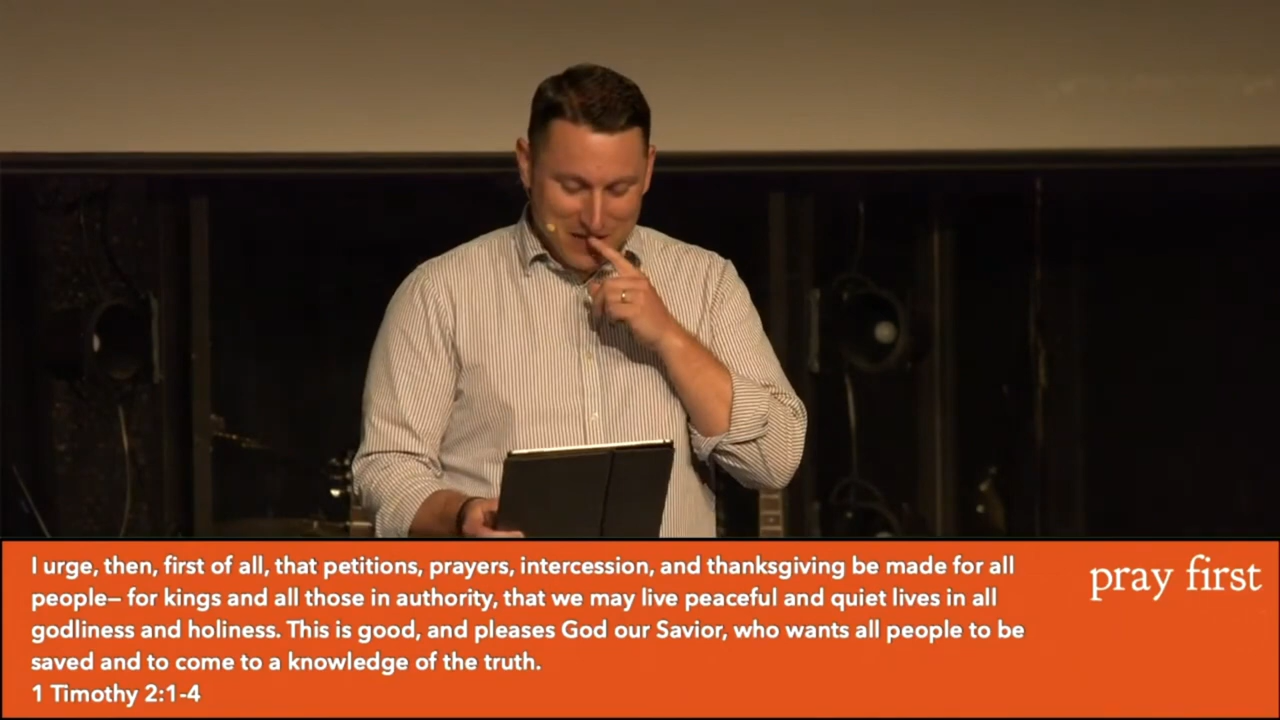 I urge, then, first of all, that petitions, prayers, intercession, and thanksgiving be made for all
people– for kings and all those in authority, that we may live peaceful and quiet lives in all
godliness and holiness. This is good, and pleases God our Savior, who wants all people to be
saved and to come to a knowledge of the truth.
1 Timothy 2:1-4
pray first